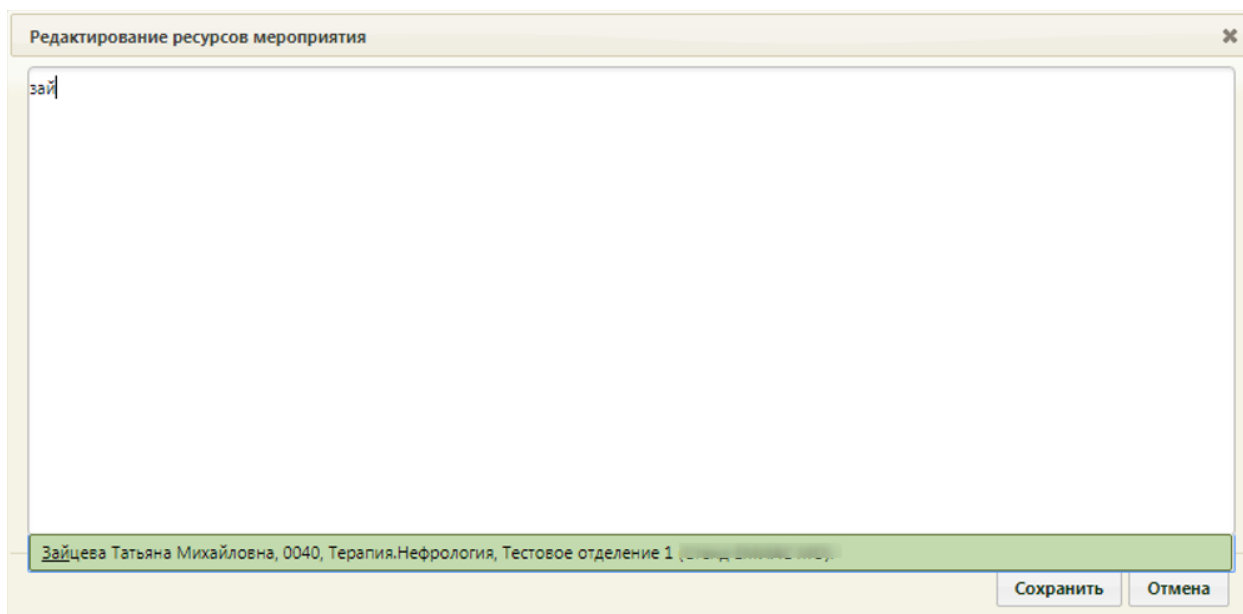 Редактирование ресурсов мероприятия
зай
Зайцева Татьяна Михайловна, 0040, Терапия.Нефрология, Тестовое отделение 1
Сохранить Отмена